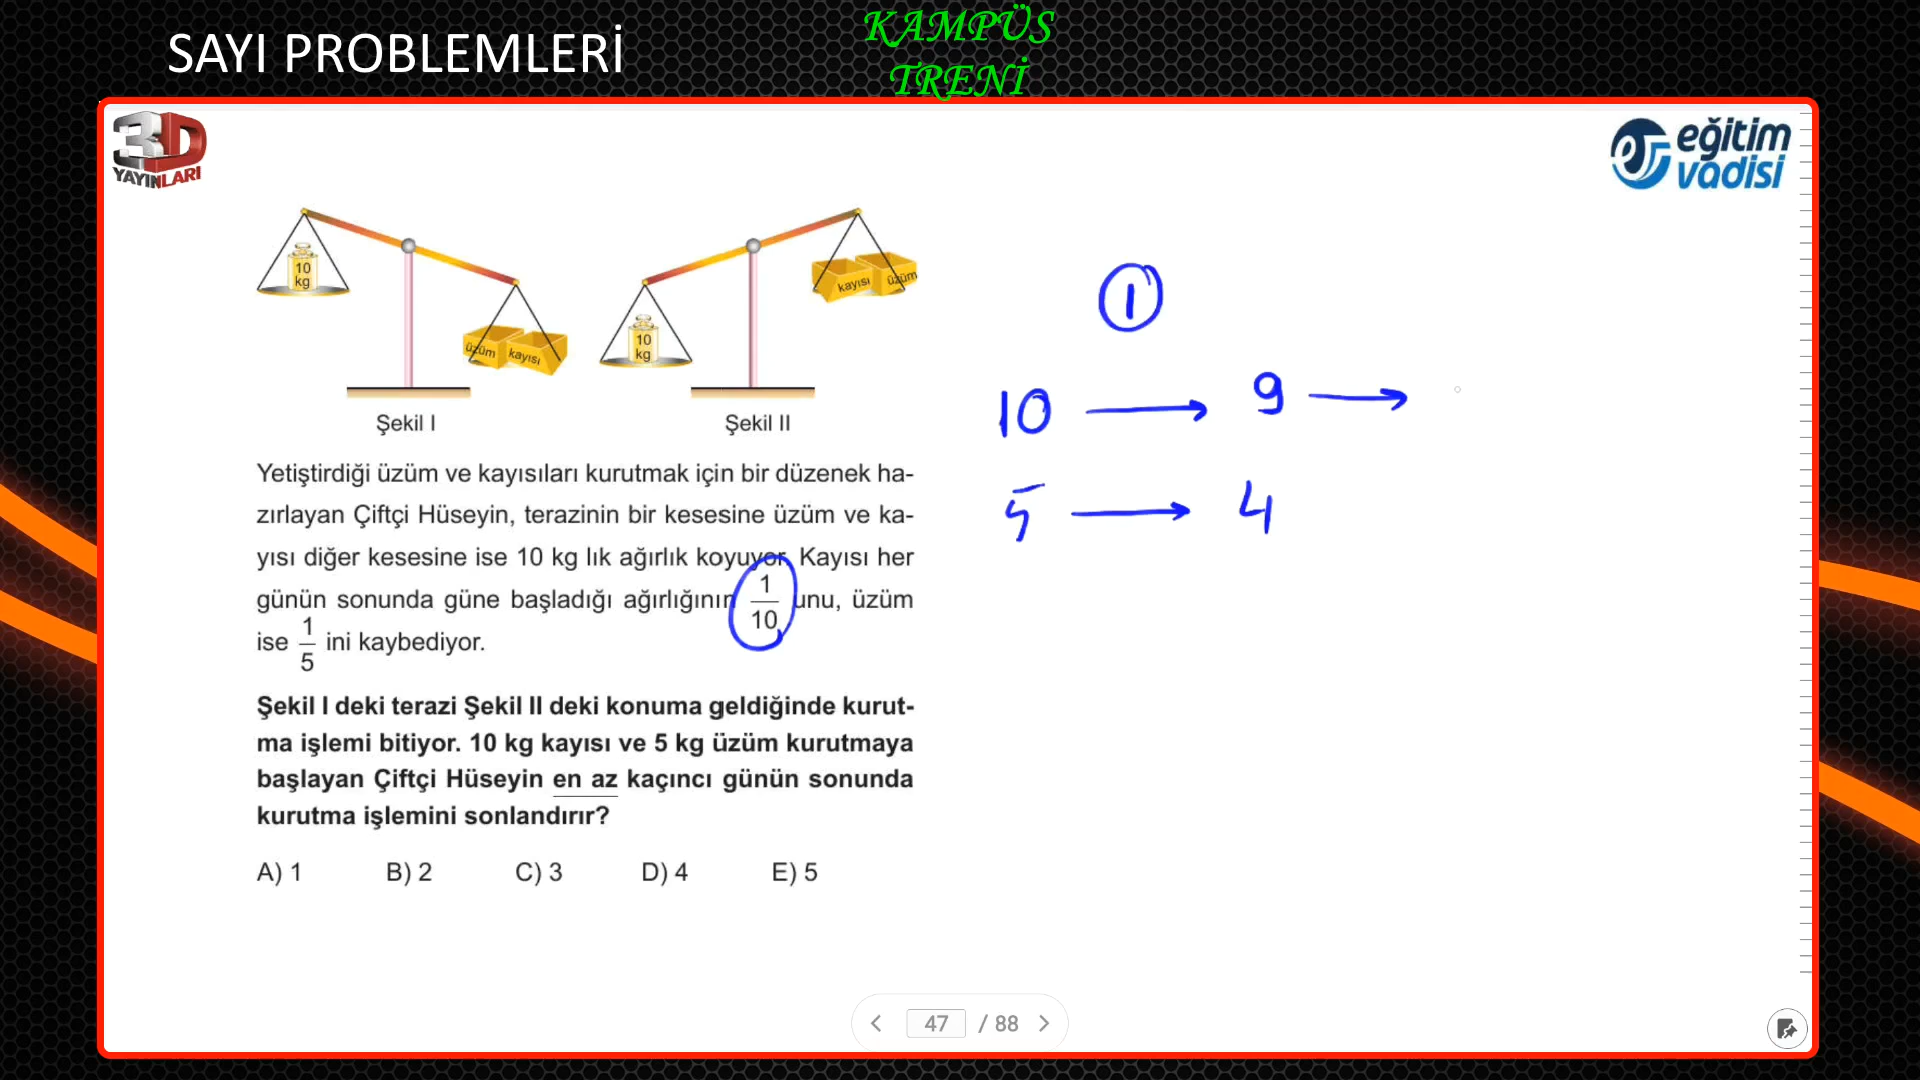 SAYI PROBLEMLERİ
KAMPÜS
TRENİ
3D
YAYINLARI
eğitim
vadisi
10
kg
üzüm kayısı
10
kg
kayısı üzüm
Şekil I
Şekil II
Yetiştirdiği üzüm ve kayısıları kurutmak için bir düzenek ha-
zırlayan Çiftçi Hüseyin, terazinin bir kesesine üzüm ve ka-
yısı diğer kesesine ise 10 kg lık ağırlık koyuyor. Kayısı her
günün sonunda güne başladığı ağırlığının 1/10 unu, üzüm
ise 1/5 ini kaybediyor.
Şekil I deki terazi Şekil II deki konuma geldiğinde kurut-
ma işlemi bitiyor. 10 kg kayısı ve 5 kg üzüm kurutmaya
başlayan Çiftçi Hüseyin en az kaçıncı günün sonunda
kurutma işlemini sonlandırır?
A) 1 B) 2 C) 3 D) 4 E) 5
1
10 → 9 →
5 → 4
47 / 88